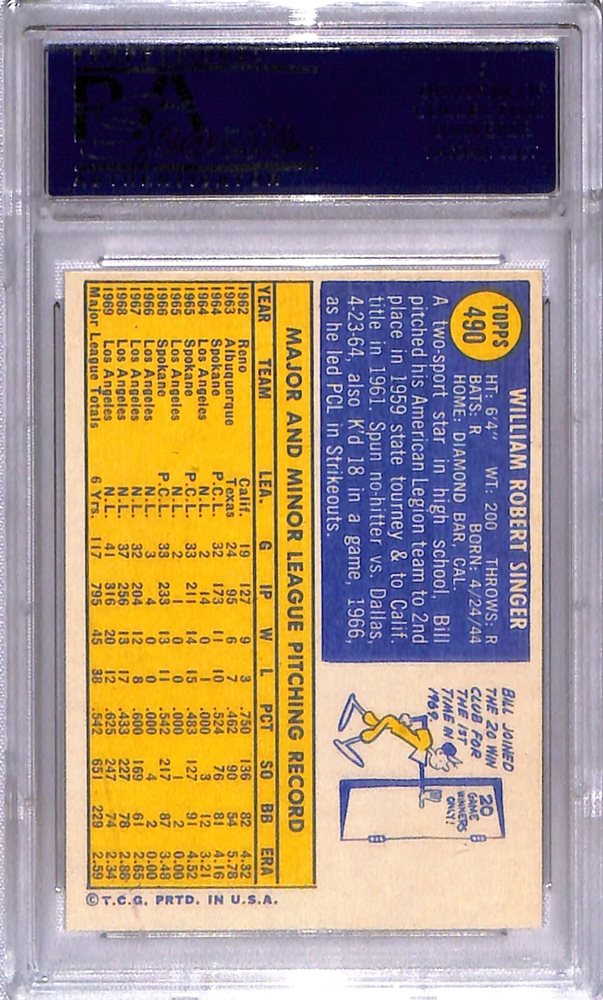 TOPPS
490
WILLIAM ROBERT SINGER
HT: 6'4" WT: 200 THROWS: R
BATS: R BORN: 4/24/44
HOME: DIAMOND BAR, CAL.
A two-sport star in high school, Bill
pitched his American Legion team to 2nd
place in 1959 state tourney & to Calif.
title in 1961. Spun no-hitter vs. Dallas,
4-23-64, also K'd 18 in a game, 1966,
as he led PCL in Strikeouts.
BILL JOINED
THE 20 WIN
CLUB FOR
THE 1ST
TIME IN
1969.
20
GAME
WINNERS
ONLY!
MAJOR AND MINOR LEAGUE PITCHING RECORD
YEAR TEAM LEA. G IP W L PCT SO BB ERA
1962 Reno Calif. 19 127 9 3 .750 136 82 4.32
1963 Albuquerque Texas 24 95 6 7 .462 90 54 5.78
1964 Spokane P.C.L. 32 173 11 10 .524 76 81 4.16
1964 Los Angeles N.L. 2 14 0 1 .000 3 12 3.21
1965 Spokane P.C.L. 33 211 14 15 .483 127 91 4.52
1965 Los Angeles N.L. 2 1 0 0 .000 1 2 0.00
1966 Spokane P.C.L. 38 233 13 11 .542 217 87 3.48
1966 Los Angeles N.L. 3 4 0 0 .000 4 2 0.00
1967 Los Angeles N.L. 32 204 12 8 .600 169 61 2.65
1968 Los Angeles N.L. 37 256 13 17 .433 227 78 2.88
1969 Los Angeles N.L. 41 316 20 12 .625 247 74 2.34
Major League Totals 6 Yrs. 117 795 45 38 .542 651 229 2.59
©T.C.G. PRTD. IN U.S.A.